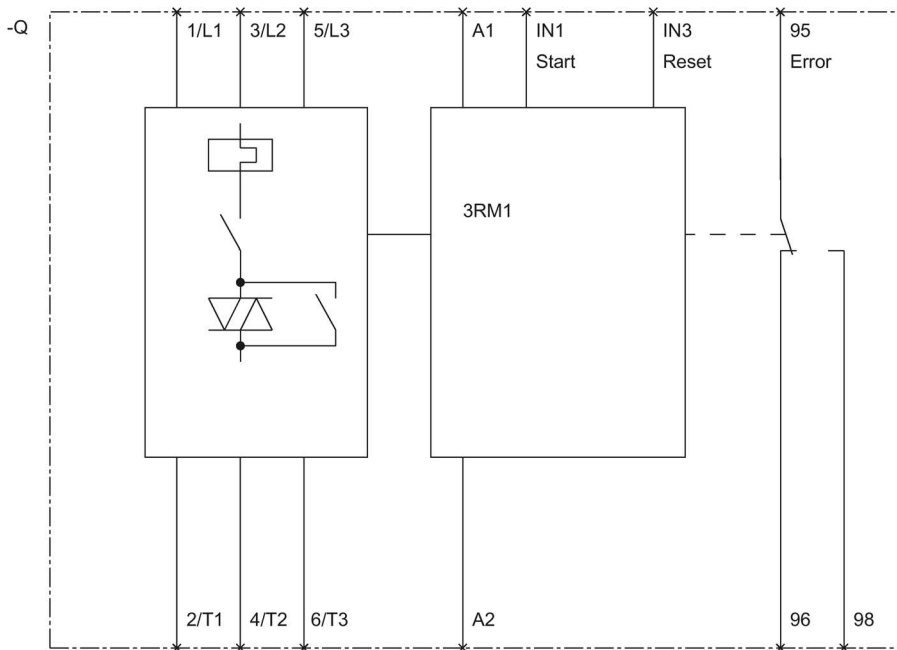 -Q
1/L1 3/L2 5/L3 A1 IN1 IN3 95
Start Reset Error
3RM1
2/T1 4/T2 6/T3 A2 96 98